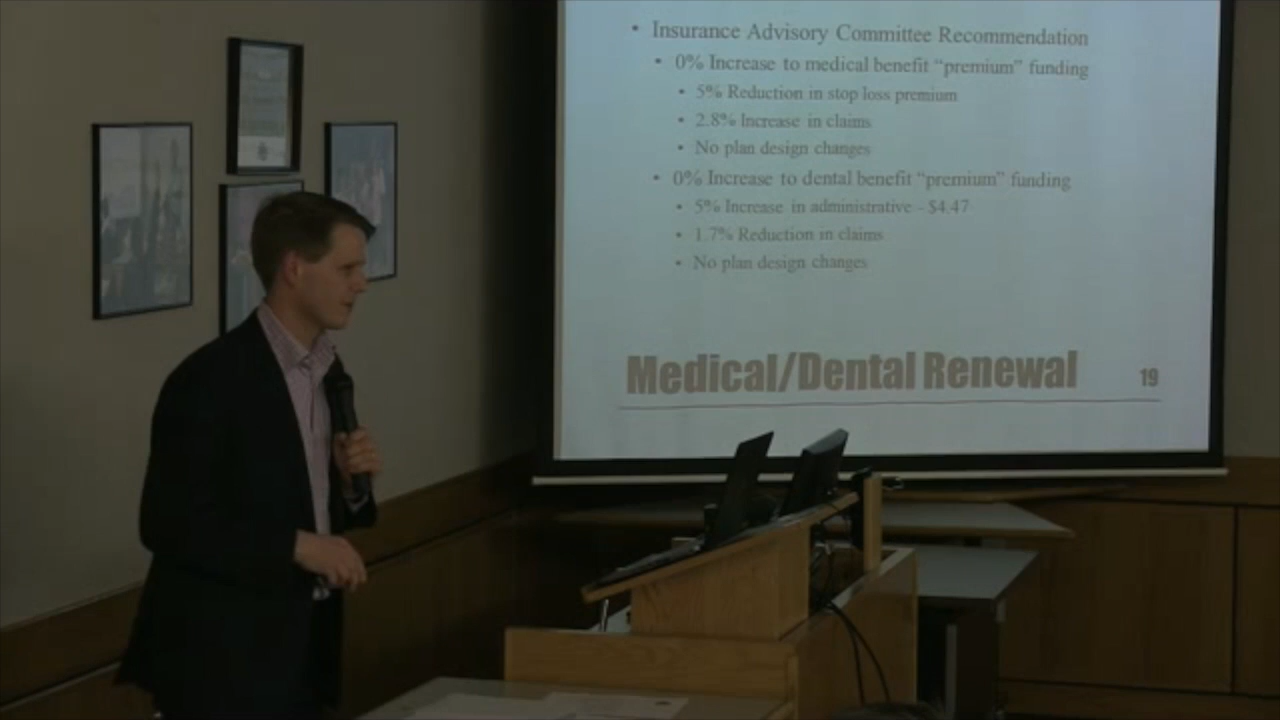 • Insurance Advisory Committee Recommendation
• 0% Increase to medical benefit “premium” funding
• 5% Reduction in stop loss premium
• 2.8% Increase in claims
• No plan design changes
• 0% Increase to dental benefit “premium” funding
• 5% Increase in administrative - $4.47
• 1.7% Reduction in claims
• No plan design changes
Medical/Dental Renewal
19